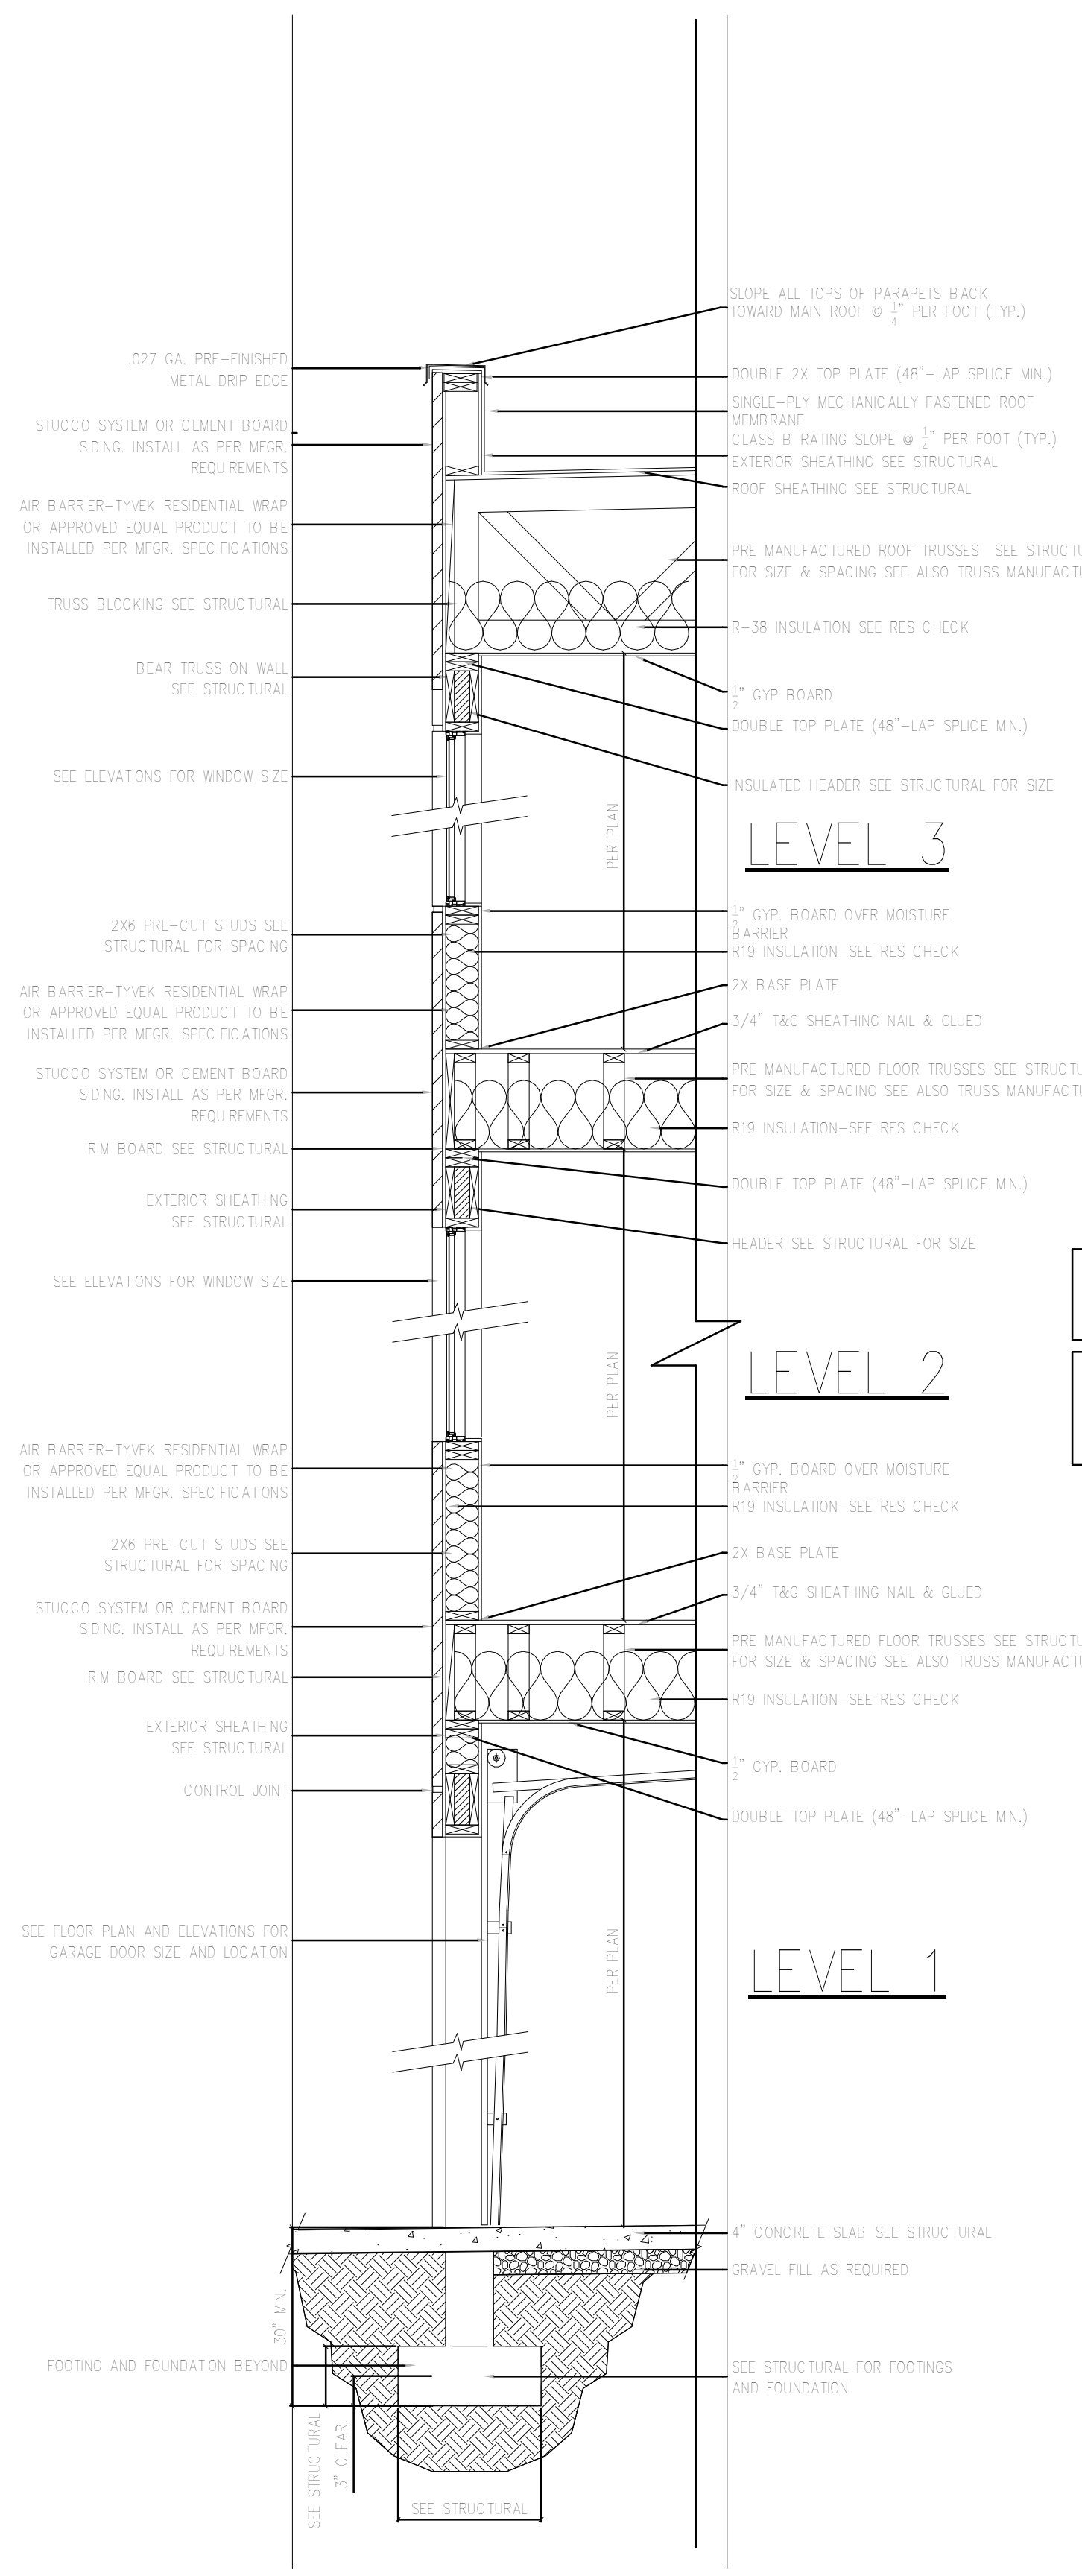 SLOPE ALL TOPS OF PARAPETS BACK
TOWARD MAIN ROOF @ 1/4" PER FOOT (TYP.)
.027 GA. PRE-FINISHED
METAL DRIP EDGE
DOUBLE 2X TOP PLATE (48"-LAP SPLICE MIN.)
SINGLE-PLY MECHANICALLY FASTENED ROOF
MEMBRANE
CLASS B RATING SLOPE @ 1/4" PER FOOT (TYP.)
EXTERIOR SHEATHING SEE STRUCTURAL
ROOF SHEATHING SEE STRUCTURAL
STUCCO SYSTEM OR CEMENT BOARD
SIDING. INSTALL AS PER MFGR.
REQUIREMENTS
AIR BARRIER-TYVEK RESIDENTIAL WRAP
OR APPROVED EQUAL PRODUCT TO BE
INSTALLED PER MFGR. SPECIFICATIONS
PRE MANUFACTURED ROOF TRUSSES SEE STRUCTU
FOR SIZE & SPACING SEE ALSO TRUSS MANUFACTU
TRUSS BLOCKING SEE STRUCTURAL
R-38 INSULATION SEE RES CHECK
BEAR TRUSS ON WALL
SEE STRUCTURAL
1/2" GYP BOARD
DOUBLE TOP PLATE (48"-LAP SPLICE MIN.)
SEE ELEVATIONS FOR WINDOW SIZE
INSULATED HEADER SEE STRUCTURAL FOR SIZE
PER PLAN
LEVEL 3
2X6 PRE-CUT STUDS SEE
STRUCTURAL FOR SPACING
1/2" GYP. BOARD OVER MOISTURE
BARRIER
R19 INSULATION-SEE RES CHECK
AIR BARRIER-TYVEK RESIDENTIAL WRAP
OR APPROVED EQUAL PRODUCT TO BE
INSTALLED PER MFGR. SPECIFICATIONS
2X BASE PLATE
3/4" T&G SHEATHING NAIL & GLUED
STUCCO SYSTEM OR CEMENT BOARD
SIDING. INSTALL AS PER MFGR.
REQUIREMENTS
PRE MANUFACTURED FLOOR TRUSSES SEE STRUCTU
FOR SIZE & SPACING SEE ALSO TRUSS MANUFACTU
R19 INSULATION-SEE RES CHECK
RIM BOARD SEE STRUCTURAL
DOUBLE TOP PLATE (48"-LAP SPLICE MIN.)
EXTERIOR SHEATHING
SEE STRUCTURAL
HEADER SEE STRUCTURAL FOR SIZE
SEE ELEVATIONS FOR WINDOW SIZE
PER PLAN
LEVEL 2
AIR BARRIER-TYVEK RESIDENTIAL WRAP
OR APPROVED EQUAL PRODUCT TO BE
INSTALLED PER MFGR. SPECIFICATIONS
1/2" GYP. BOARD OVER MOISTURE
BARRIER
R19 INSULATION-SEE RES CHECK
2X6 PRE-CUT STUDS SEE
STRUCTURAL FOR SPACING
2X BASE PLATE
3/4" T&G SHEATHING NAIL & GLUED
STUCCO SYSTEM OR CEMENT BOARD
SIDING. INSTALL AS PER MFGR.
REQUIREMENTS
PRE MANUFACTURED FLOOR TRUSSES SEE STRUCTU
FOR SIZE & SPACING SEE ALSO TRUSS MANUFACTU
RIM BOARD SEE STRUCTURAL
R19 INSULATION-SEE RES CHECK
EXTERIOR SHEATHING
SEE STRUCTURAL
1/2" GYP. BOARD
CONTROL JOINT
DOUBLE TOP PLATE (48"-LAP SPLICE MIN.)
SEE FLOOR PLAN AND ELEVATIONS FOR
GARAGE DOOR SIZE AND LOCATION
PER PLAN
LEVEL 1
4" CONCRETE SLAB SEE STRUCTURAL
GRAVEL FILL AS REQUIRED
30" MIN.
FOOTING AND FOUNDATION BEYOND
SEE STRUCTURAL FOR FOOTINGS
AND FOUNDATION
SEE STRUCTURAL
3" CLEAR.
SEE STRUCTURAL